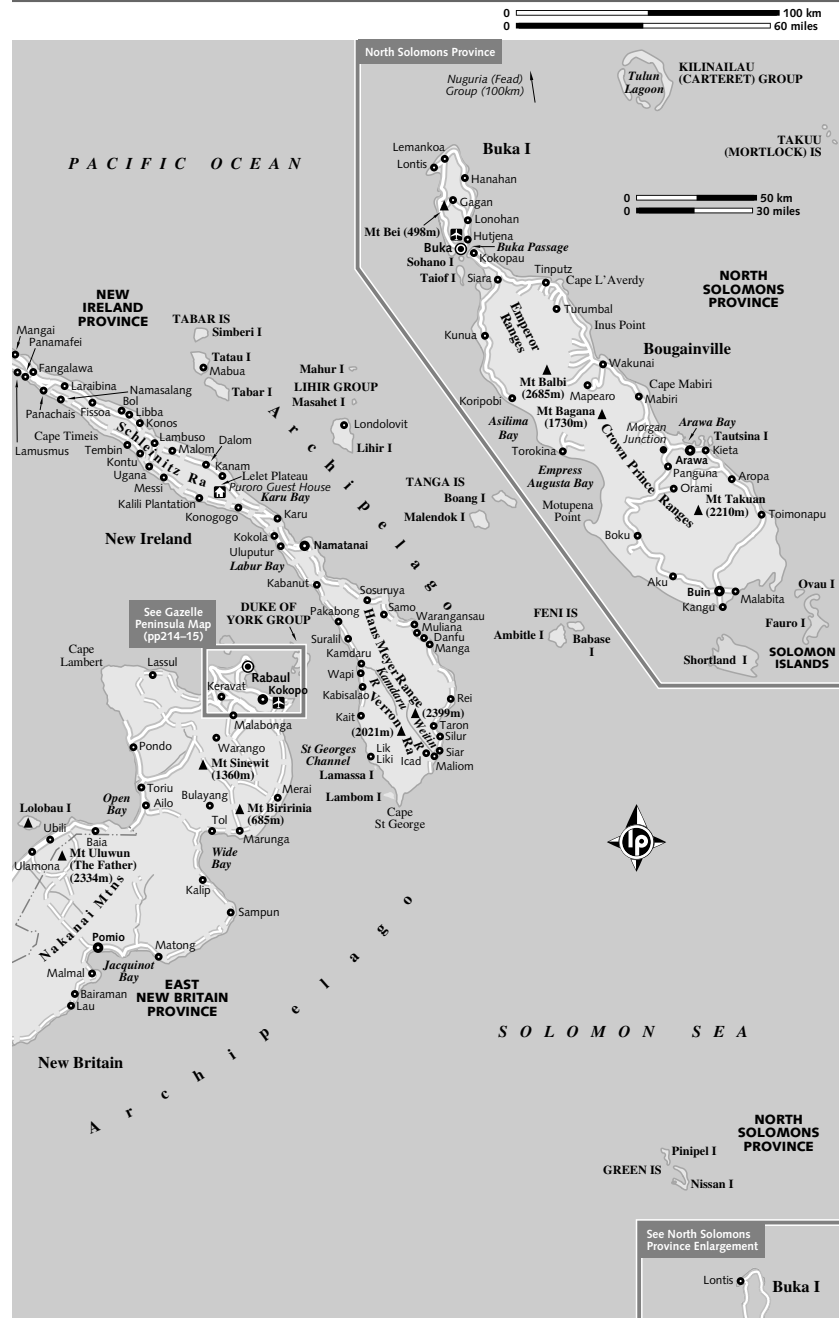 0 100 km
0 60 miles
North Solomons Province
Nuguria (Fead)
Group (100km)
Tulun
Lagoon
KILINAILAU
(CARTERET) GROUP
TAKUU
(MORTLOCK) IS
PACIFIC OCEAN
Lemankoa
Buka I
Lontis
Hanahan
Gagan
0 50 km
0 30 miles
Lonohan
Mt Bei (498m)
Hutjena
Buka
Buka Passage
Sohano I
Kokopau
Taiof I
Siara
Tinputz
Cape L'Averdy
NORTH
SOLOMONS
PROVINCE
Emperor
Ranges
Turumbal
Inus Point
Kunua
Bougainville
Wakunai
Mt Balbi
(2685m)
Mapearo
Cape Mabiri
Mabiri
Koripobi
Mt Bagana
(1730m)
Asilima
Bay
Arawa Bay
Morgan
Junction
Tautsina I
Torokina
Crown Prince Ranges
Kieta
Arawa
Panguna
Empress
Augusta Bay
Aropa
Orami
Motupena
Point
Mt Takuan
(2210m)
Toimonapu
Boku
Aku
Buin
Malabita
Kangu
Ovau I
Fauro I
Shortland I
SOLOMON
ISLANDS
NEW
IRELAND
PROVINCE
TABAR IS
Simberi I
Mangai
Panamafei
Tatau I
Mabua
Fangalawa
Mahur I
LIHIR GROUP
Laraibina
Namasalang
Tabar I
Masahet I
Bol
Libba
Panachais
Fissoa
Konos
Londolovit
Lamusmus
Cape Timeis
Schleinitz Ra
Lambuso
Dalom
Lihir I
Tembin
Malom
Kontu
Kanam
Ugana
Lelet Plateau
Messi
Puroro Guest House
Karu Bay
TANGA IS
Boang I
Kalili Plantation
Konogogo
Karu
Malendok I
Archipelago
New Ireland
Kokola
Uluputur
Namatanai
Labur Bay
Kabanut
Sosuruya
See Gazelle
Peninsula Map
(pp214–15)
DUKE OF
YORK GROUP
Pakabong
Samo
Warangansau
FENI IS
Muliana
Danfu
Ambitle I
Babase
I
Suralil
Manga
Cape
Lambert
Lassul
Hans Meyer Range
Kamdaru
Rabaul
Wapi
Kamdaru R
Kokopo
Keravat
Kabisalao
Rei
Verron Ra
Weitin R
(2399m)
Malabonga
Kait
Taron
(2021m)
Silur
Warango
Pondo
St Georges
Channel
Lik
Liki
Icad
Siar
Maliom
Mt Sinewit
(1360m)
Lamassa I
Toriu
Bulayang
Merai
Open
Bay
Ailo
Lambom I
Lolobau I
Mt Biririnia
(685m)
Cape
St George
Ubili
Tol
Baia
Marunga
Ulamona
Mt Uluwun
(The Father)
(2334m)
Wide
Bay
Kalip
Nakanai Mtns
Sampun
Pomio
Matong
Malmal
Jacquinot
Bay
EAST
NEW BRITAIN
PROVINCE
Bairaman
Lau
Archipelago
SOLOMON SEA
New Britain
lp
NORTH
SOLOMONS
PROVINCE
Pinipel I
GREEN IS
Nissan I
See North Solomons
Province Enlargement
Lontis
Buka I